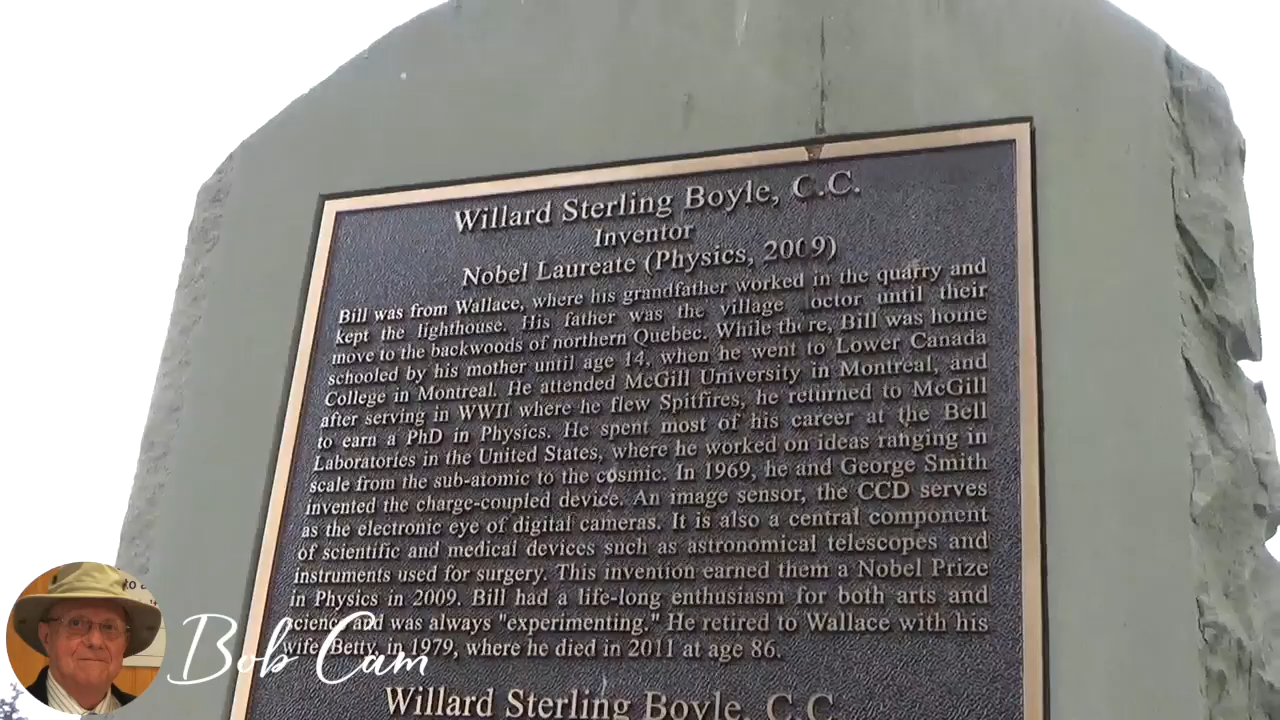 Willard Sterling Boyle, C.C.
Inventor
Nobel Laureate (Physics, 2009)
Bill was from Wallace, where his grandfather worked in the quarry and
kept the lighthouse. His father was the village octor until their
move to the backwoods of northern Quebec. While there, Bill was home
schooled by his mother until age 14, when he went to Lower Canada
College in Montreal. He attended McGill University in Montreal, and
after serving in WWII where he flew Spitfires, he returned to McGill
to earn a PhD in Physics. He spent most of his career at the Bell
Laboratories in the United States, where he worked on ideas ranging in
scale from the sub-atomic to the cosmic. In 1969, he and George Smith
invented the charge-coupled device. An image sensor, the CCD serves
as the electronic eye of digital cameras. It is also a central component
of scientific and medical devices such as astronomical telescopes and
instruments used for surgery. This invention earned them a Nobel Prize
in Physics in 2009. Bill had a life-long enthusiasm for both arts and
science and was always "experimenting." He retired to Wallace with his
wife Betty, in 1979, where he died in 2011 at age 86.
Willard Sterling Boyle, C.C.
Bob Cam